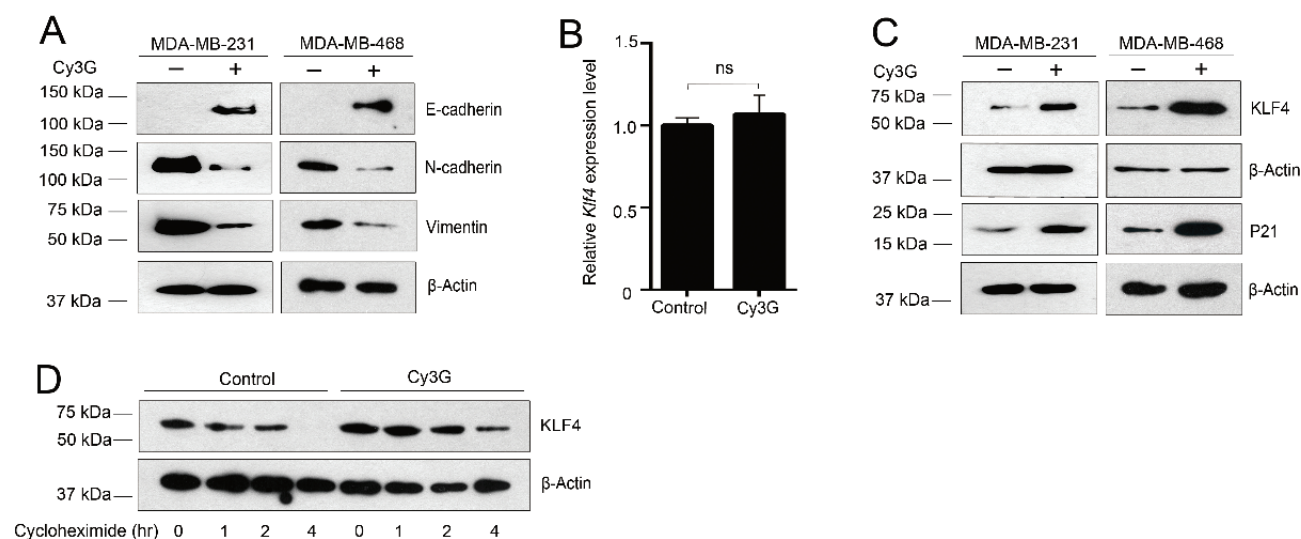 A
MDA-MB-231 MDA-MB-468
Cy3G − + − +
150 kDa
100 kDa
E-cadherin
150 kDa
100 kDa
N-cadherin
75 kDa
50 kDa
Vimentin
37 kDa
β-Actin
B
Relative Klf4 expression level
1.5
1.0
0.5
0
ns
Control Cy3G
C
MDA-MB-231 MDA-MB-468
Cy3G − + − +
75 kDa
50 kDa
KLF4
37 kDa
β-Actin
25 kDa
15 kDa
P21
37 kDa
β-Actin
D
Control Cy3G
75 kDa
50 kDa
KLF4
37 kDa
β-Actin
Cycloheximide (hr) 0 1 2 4 0 1 2 4